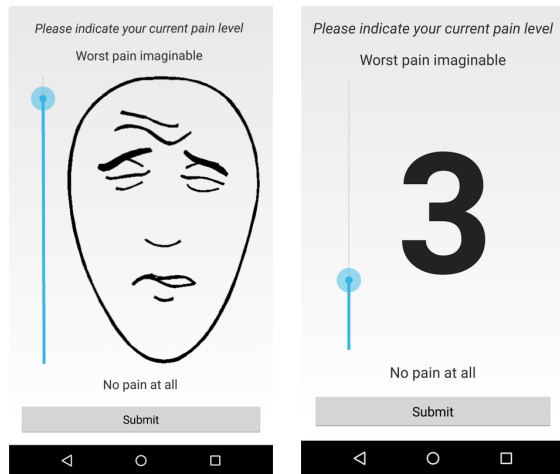 Please indicate your current pain level
Worst pain imaginable
No pain at all
Submit
Please indicate your current pain level
Worst pain imaginable
3
No pain at all
Submit